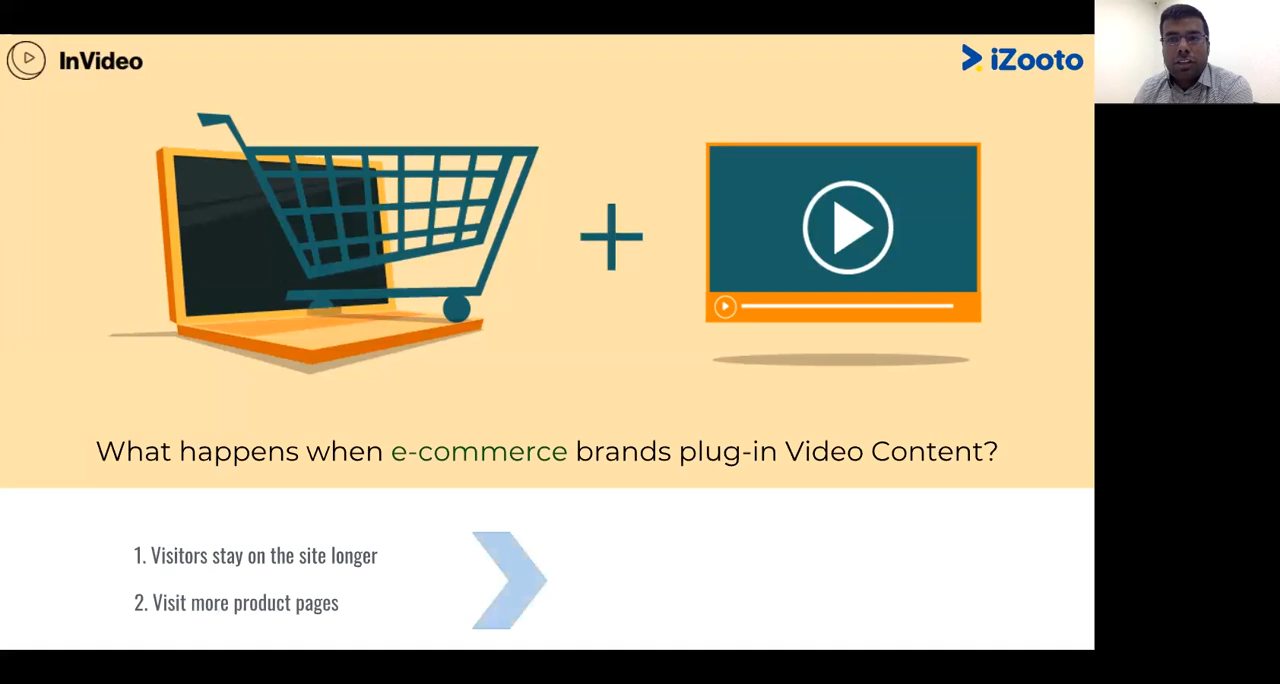 InVideo
iZooto
What happens when e-commerce brands plug-in Video Content?
1. Visitors stay on the site longer
2. Visit more product pages